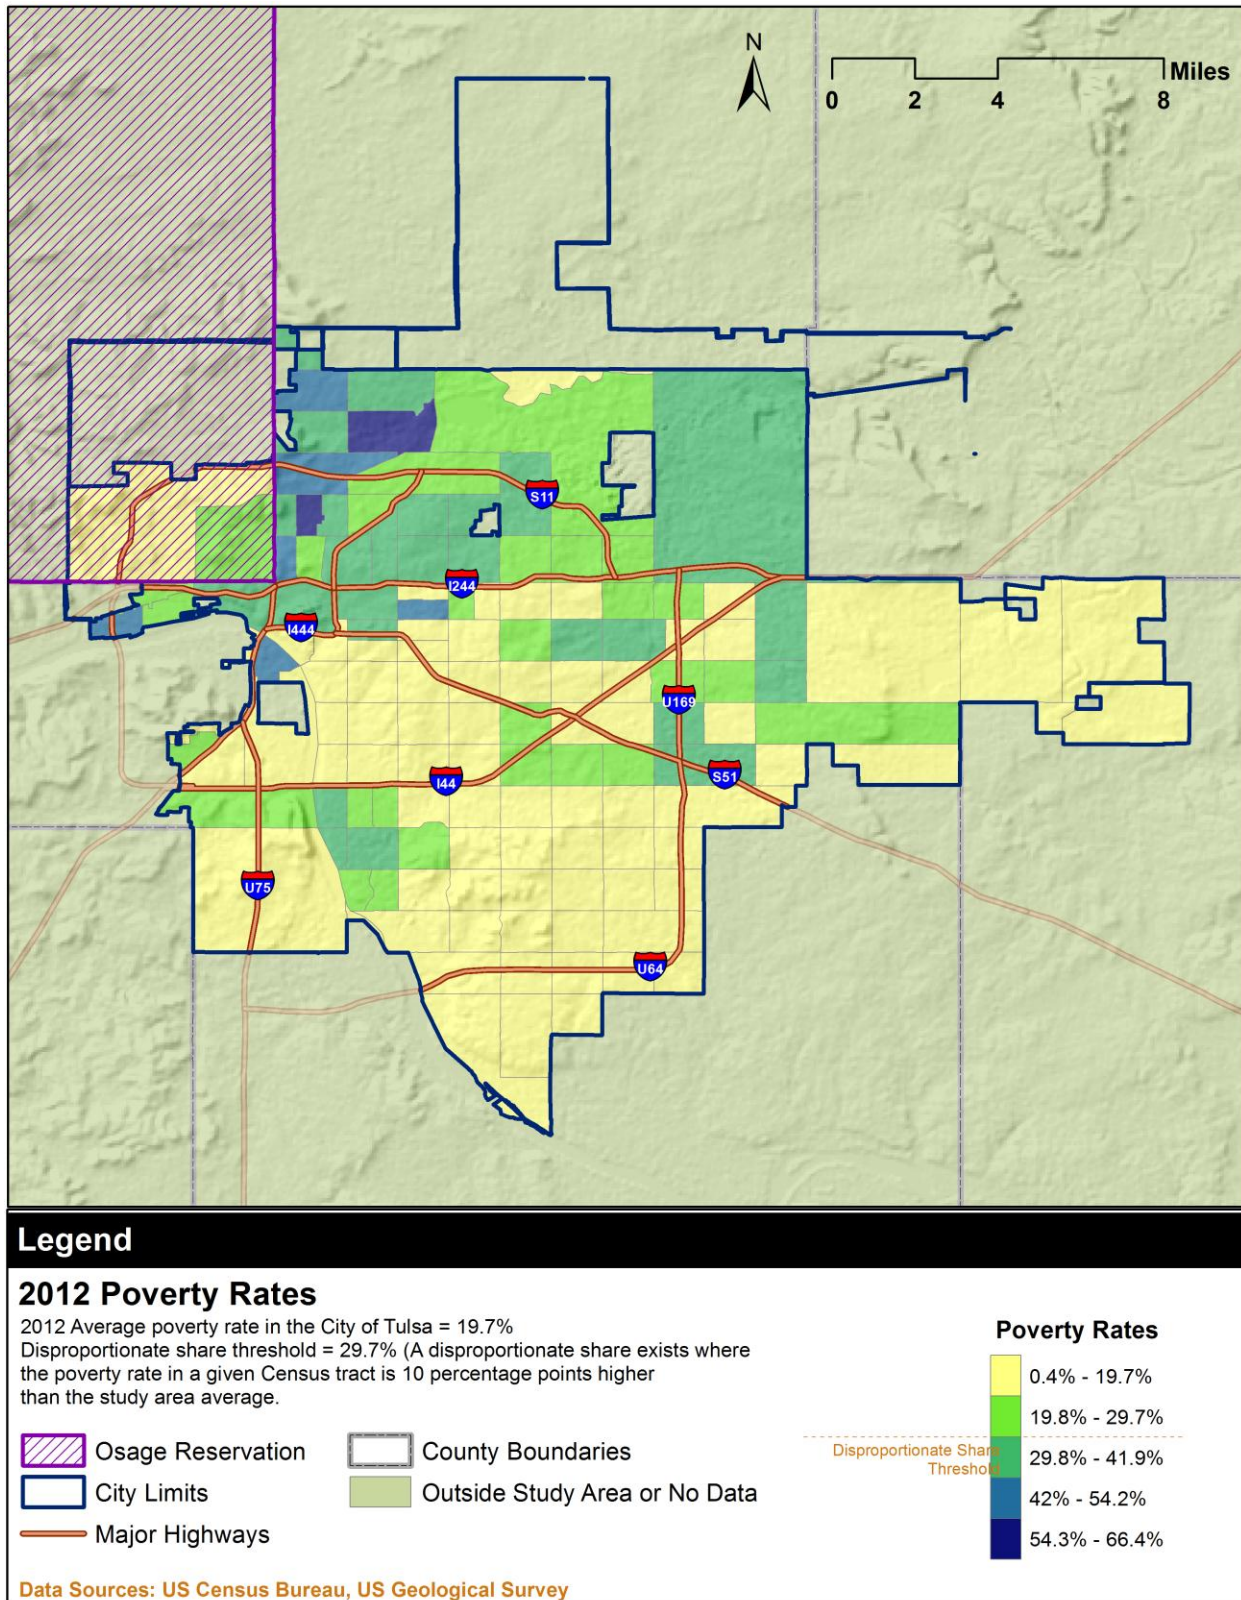 N
Miles
0 2 4 8
S11
I244
I444
U169
I44
S51
U75
U64
Legend
2012 Poverty Rates
2012 Average poverty rate in the City of Tulsa = 19.7%
Disproportionate share threshold = 29.7% (A disproportionate share exists where
the poverty rate in a given Census tract is 10 percentage points higher
than the study area average.
Osage Reservation
County Boundaries
City Limits
Outside Study Area or No Data
Major Highways
Poverty Rates
0.4% - 19.7%
19.8% - 29.7%
Disproportionate Share
Threshold
29.8% - 41.9%
42% - 54.2%
54.3% - 66.4%
Data Sources: US Census Bureau, US Geological Survey